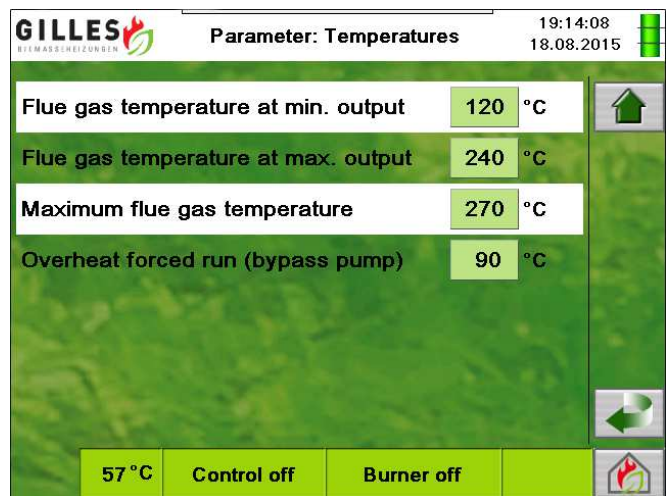 GILLES
BIOMASSEHEIZUNGEN
Parameter: Temperatures
19:14:08
18.08.2015
Flue gas temperature at min. output 120 °C
Flue gas temperature at max. output 240 °C
Maximum flue gas temperature 270 °C
Overheat forced run (bypass pump) 90 °C
57 °C Control off Burner off